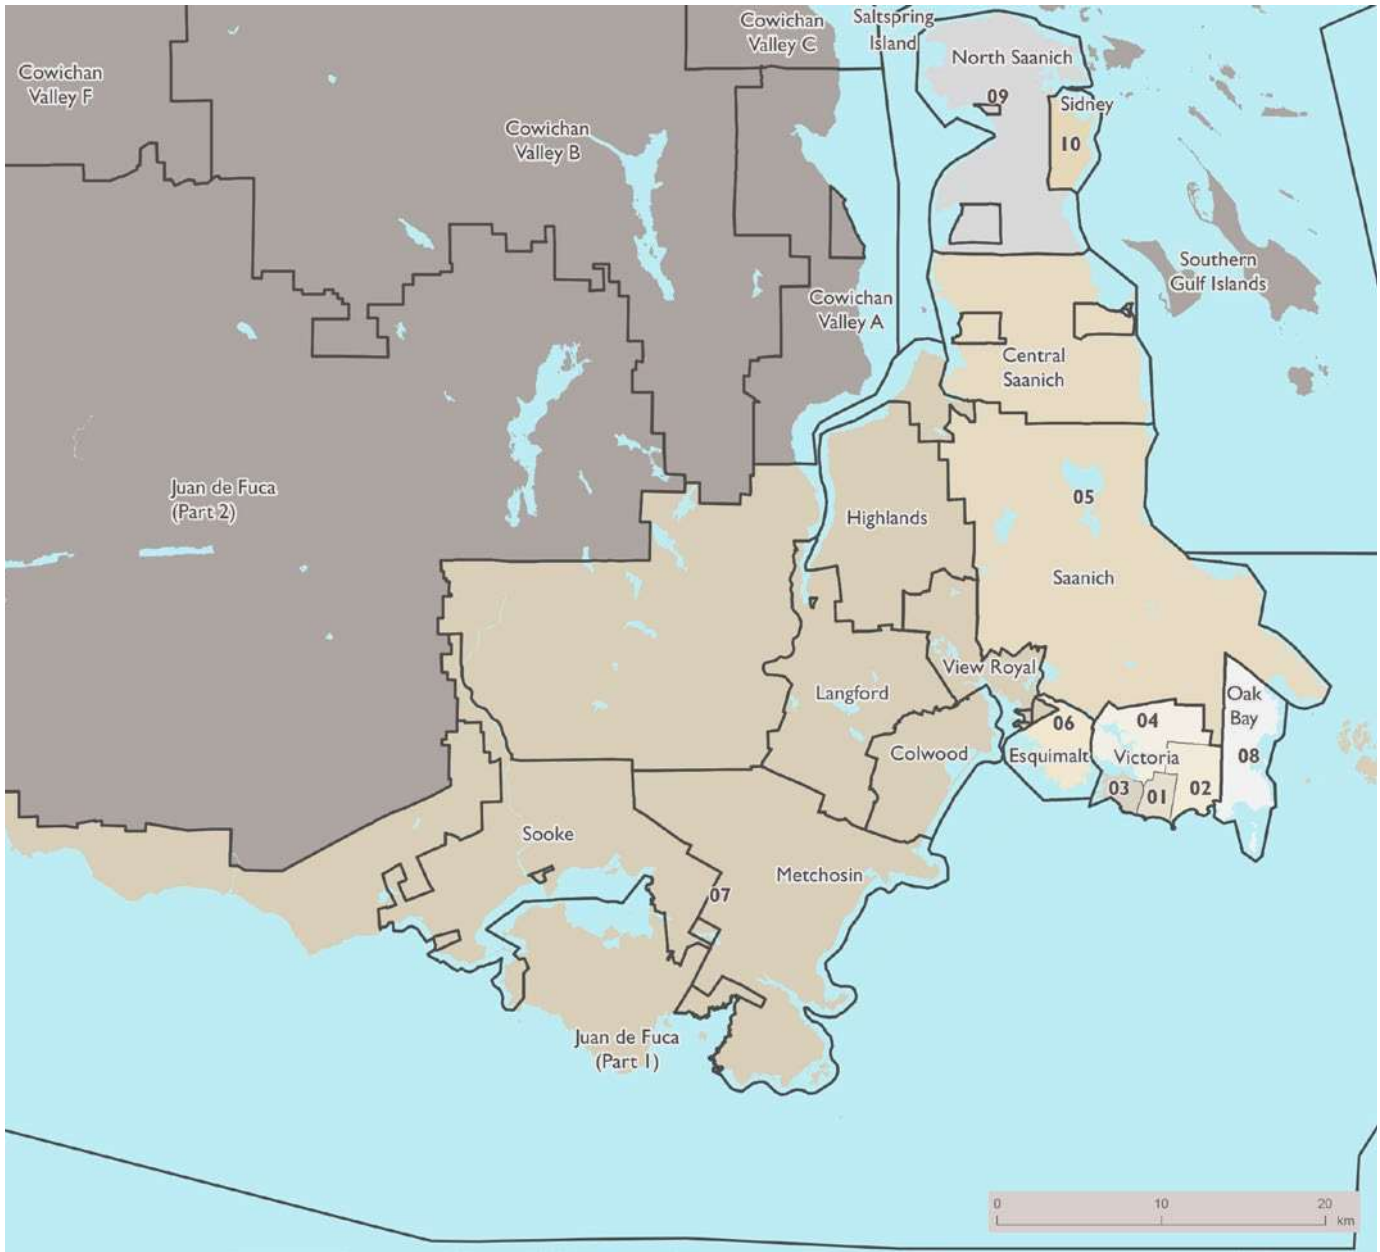 Cowichan
Valley C
Saltspring
Island
North Saanich
Cowichan
Valley F
09
Sidney
Cowichan
Valley B
10
Southern
Gulf Islands
Cowichan
Valley A
Central
Saanich
Juan de Fuca
(Part 2)
05
Highlands
Saanich
View Royal
Langford
Oak
Bay
04
06
Colwood
Esquimalt
Victoria
08
03
01
02
Sooke
Metchosin
07
Juan de Fuca
(Part 1)
0
10
20
km